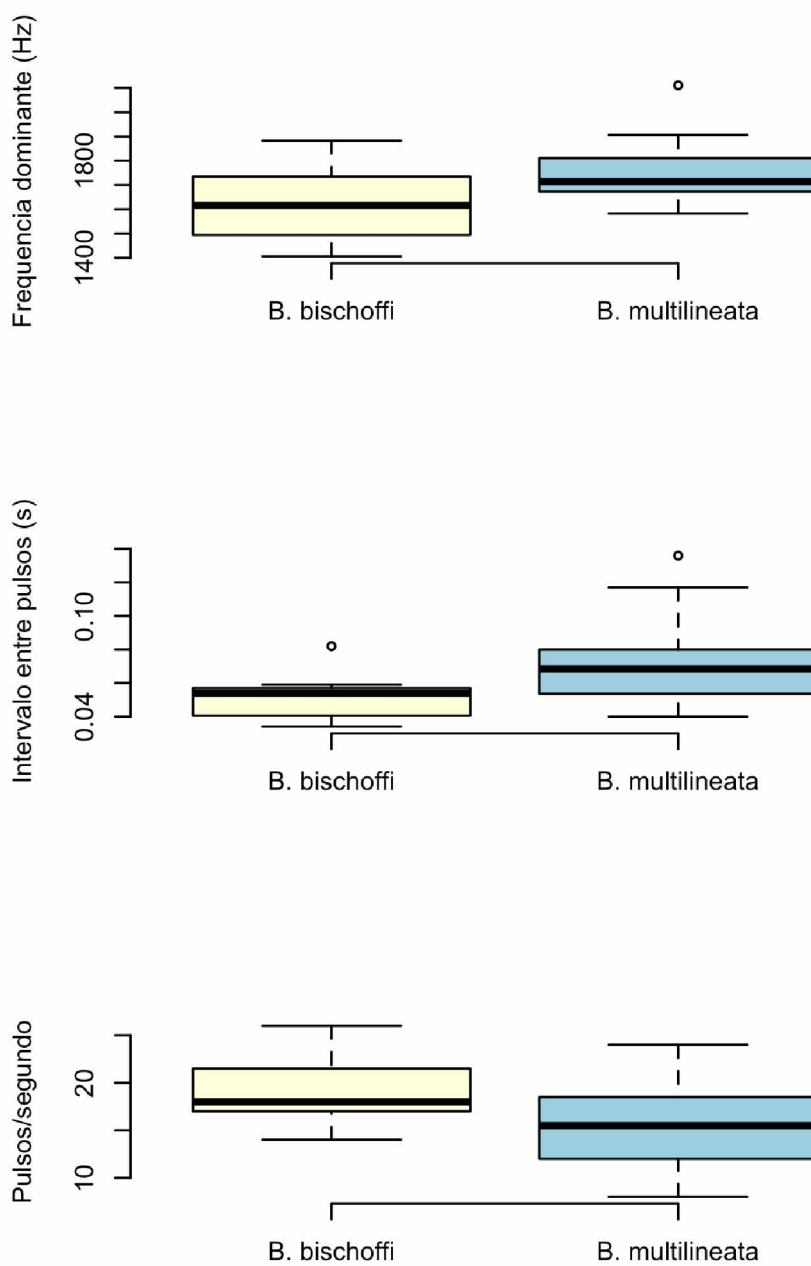 Frequencia dominante (Hz)
1800
1400
B. bischoffi
B. multilineata
Intervalo entre pulsos (s)
0.10
0.04
B. bischoffi
B. multilineata
Pulsos/segundo
20
10
B. bischoffi
B. multilineata